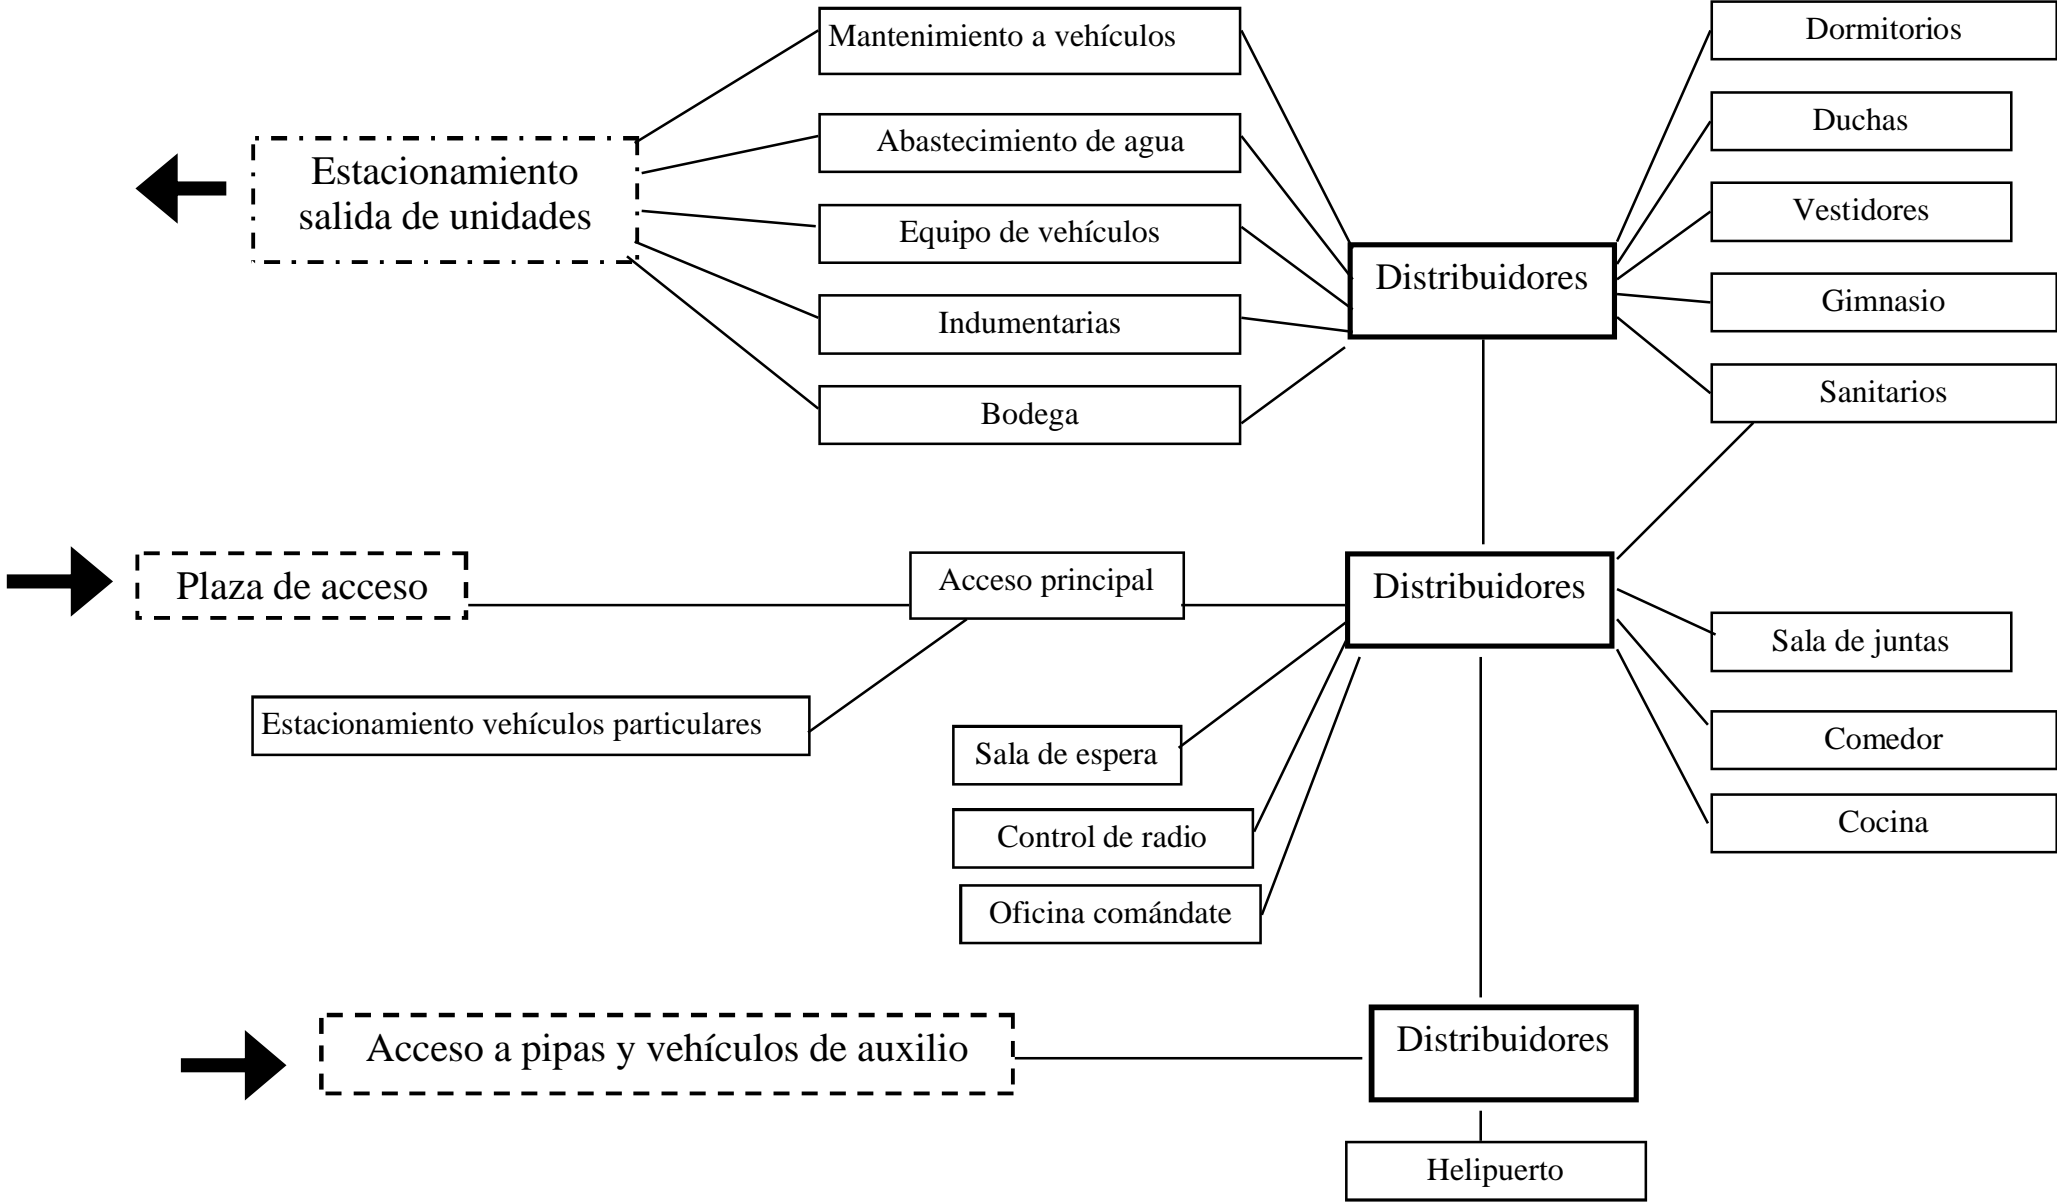 Mantenimiento a vehículos
Dormitorios
Abastecimiento de agua
Duchas
Estacionamiento
salida de unidades
Equipo de vehículos
Vestidores
Distribuidores
Indumentarias
Gimnasio
Bodega
Sanitarios
Plaza de acceso
Acceso principal
Distribuidores
Sala de juntas
Estacionamiento vehículos particulares
Sala de espera
Comedor
Control de radio
Cocina
Oficina comándate
Acceso a pipas y vehículos de auxilio
Distribuidores
Helipuerto